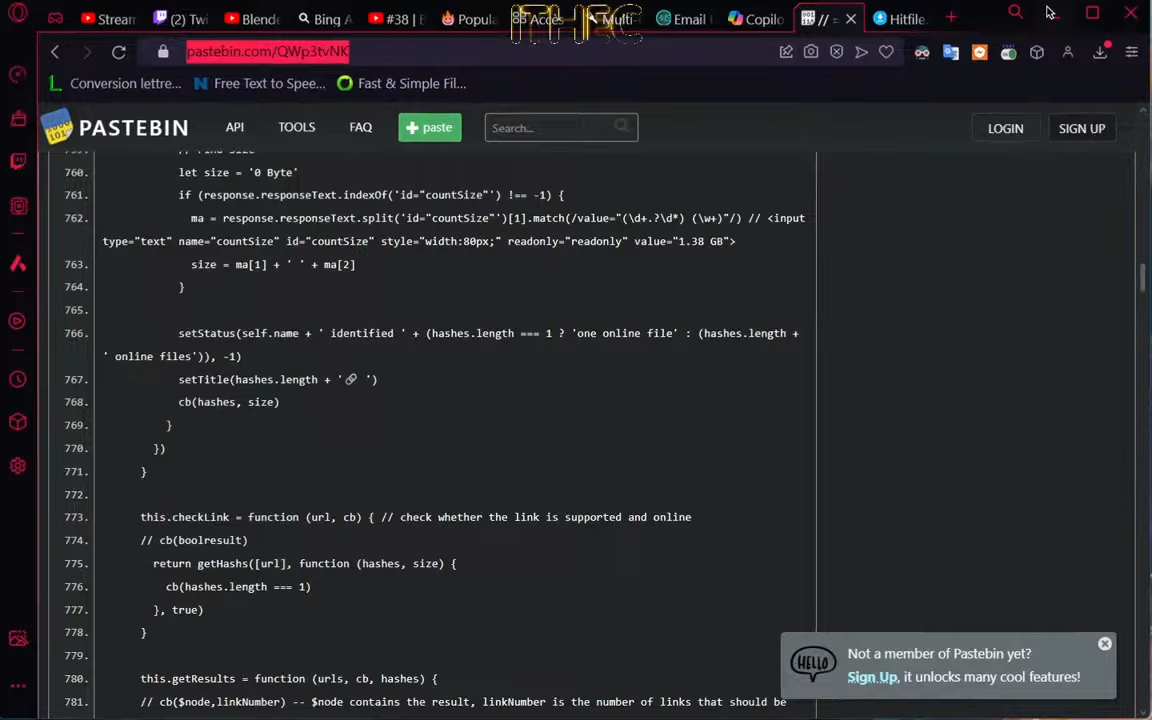 Stream
(2) Twi
Blende
Bing A
#38 | B
Popula
Acce
Multi
Email
Copilo
// =
Hitfile.
ITHRC
pastebin.com/QWp3tvNK
Conversion lettre...
Free Text to Spee...
Fast & Simple Fil...
PASTEBIN
API
TOOLS
FAQ
paste
Search...
LOGIN
SIGN UP
760. let size = '0 Byte'
761. if (response.responseText.indexOf('id="countSize"') !== -1) {
762. ma = response.responseText.split('id="countSize"')[1].match(/value="(\d+.?\d*) (\w+)"/) // <input
type="text" name="countSize" id="countSize" style="width:80px;" readonly="readonly" value="1.38 GB">
763. size = ma[1] + ' ' + ma[2]
764. }
765.
766. setStatus(self.name + ' identified ' + (hashes.length === 1 ? 'one online file' : (hashes.length +
' online files')), -1)
767. setTitle(hashes.length + '🔗 ')
768. cb(hashes, size)
769. }
770. })
771. }
772.
773. this.checkLink = function (url, cb) { // check whether the link is supported and online
774. // cb(boolresult)
775. return getHashs([url], function (hashes, size) {
776. cb(hashes.length === 1)
777. }, true)
778. }
779.
780. this.getResults = function (urls, cb, hashes) {
781. // cb($node,linkNumber) -- $node contains the result, linkNumber is the number of links that should be
HELLO
Not a member of Pastebin yet?
Sign Up, it unlocks many cool features!